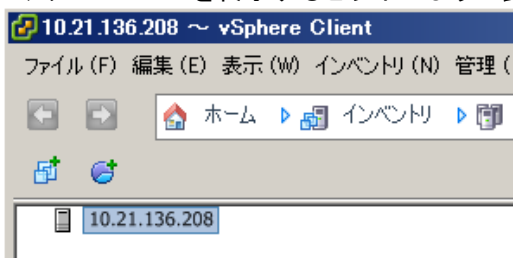 10.21.136.208 ～ vSphere Client
ファイル(F) 編集(E) 表示(W) インベントリ(N) 管理(
ホーム インベントリ
10.21.136.208